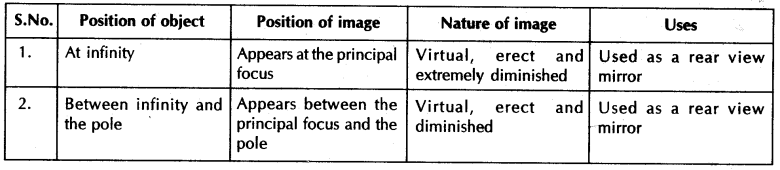 S.No. Position of object Position of image Nature of image Uses
1. At infinity Appears at the principal Virtual, erect and Used as a rear view
focus extremely diminished mirror
2. Between infinity and Appears between the Virtual, erect and Used as a rear view
the pole principal focus and the diminished mirror
pole